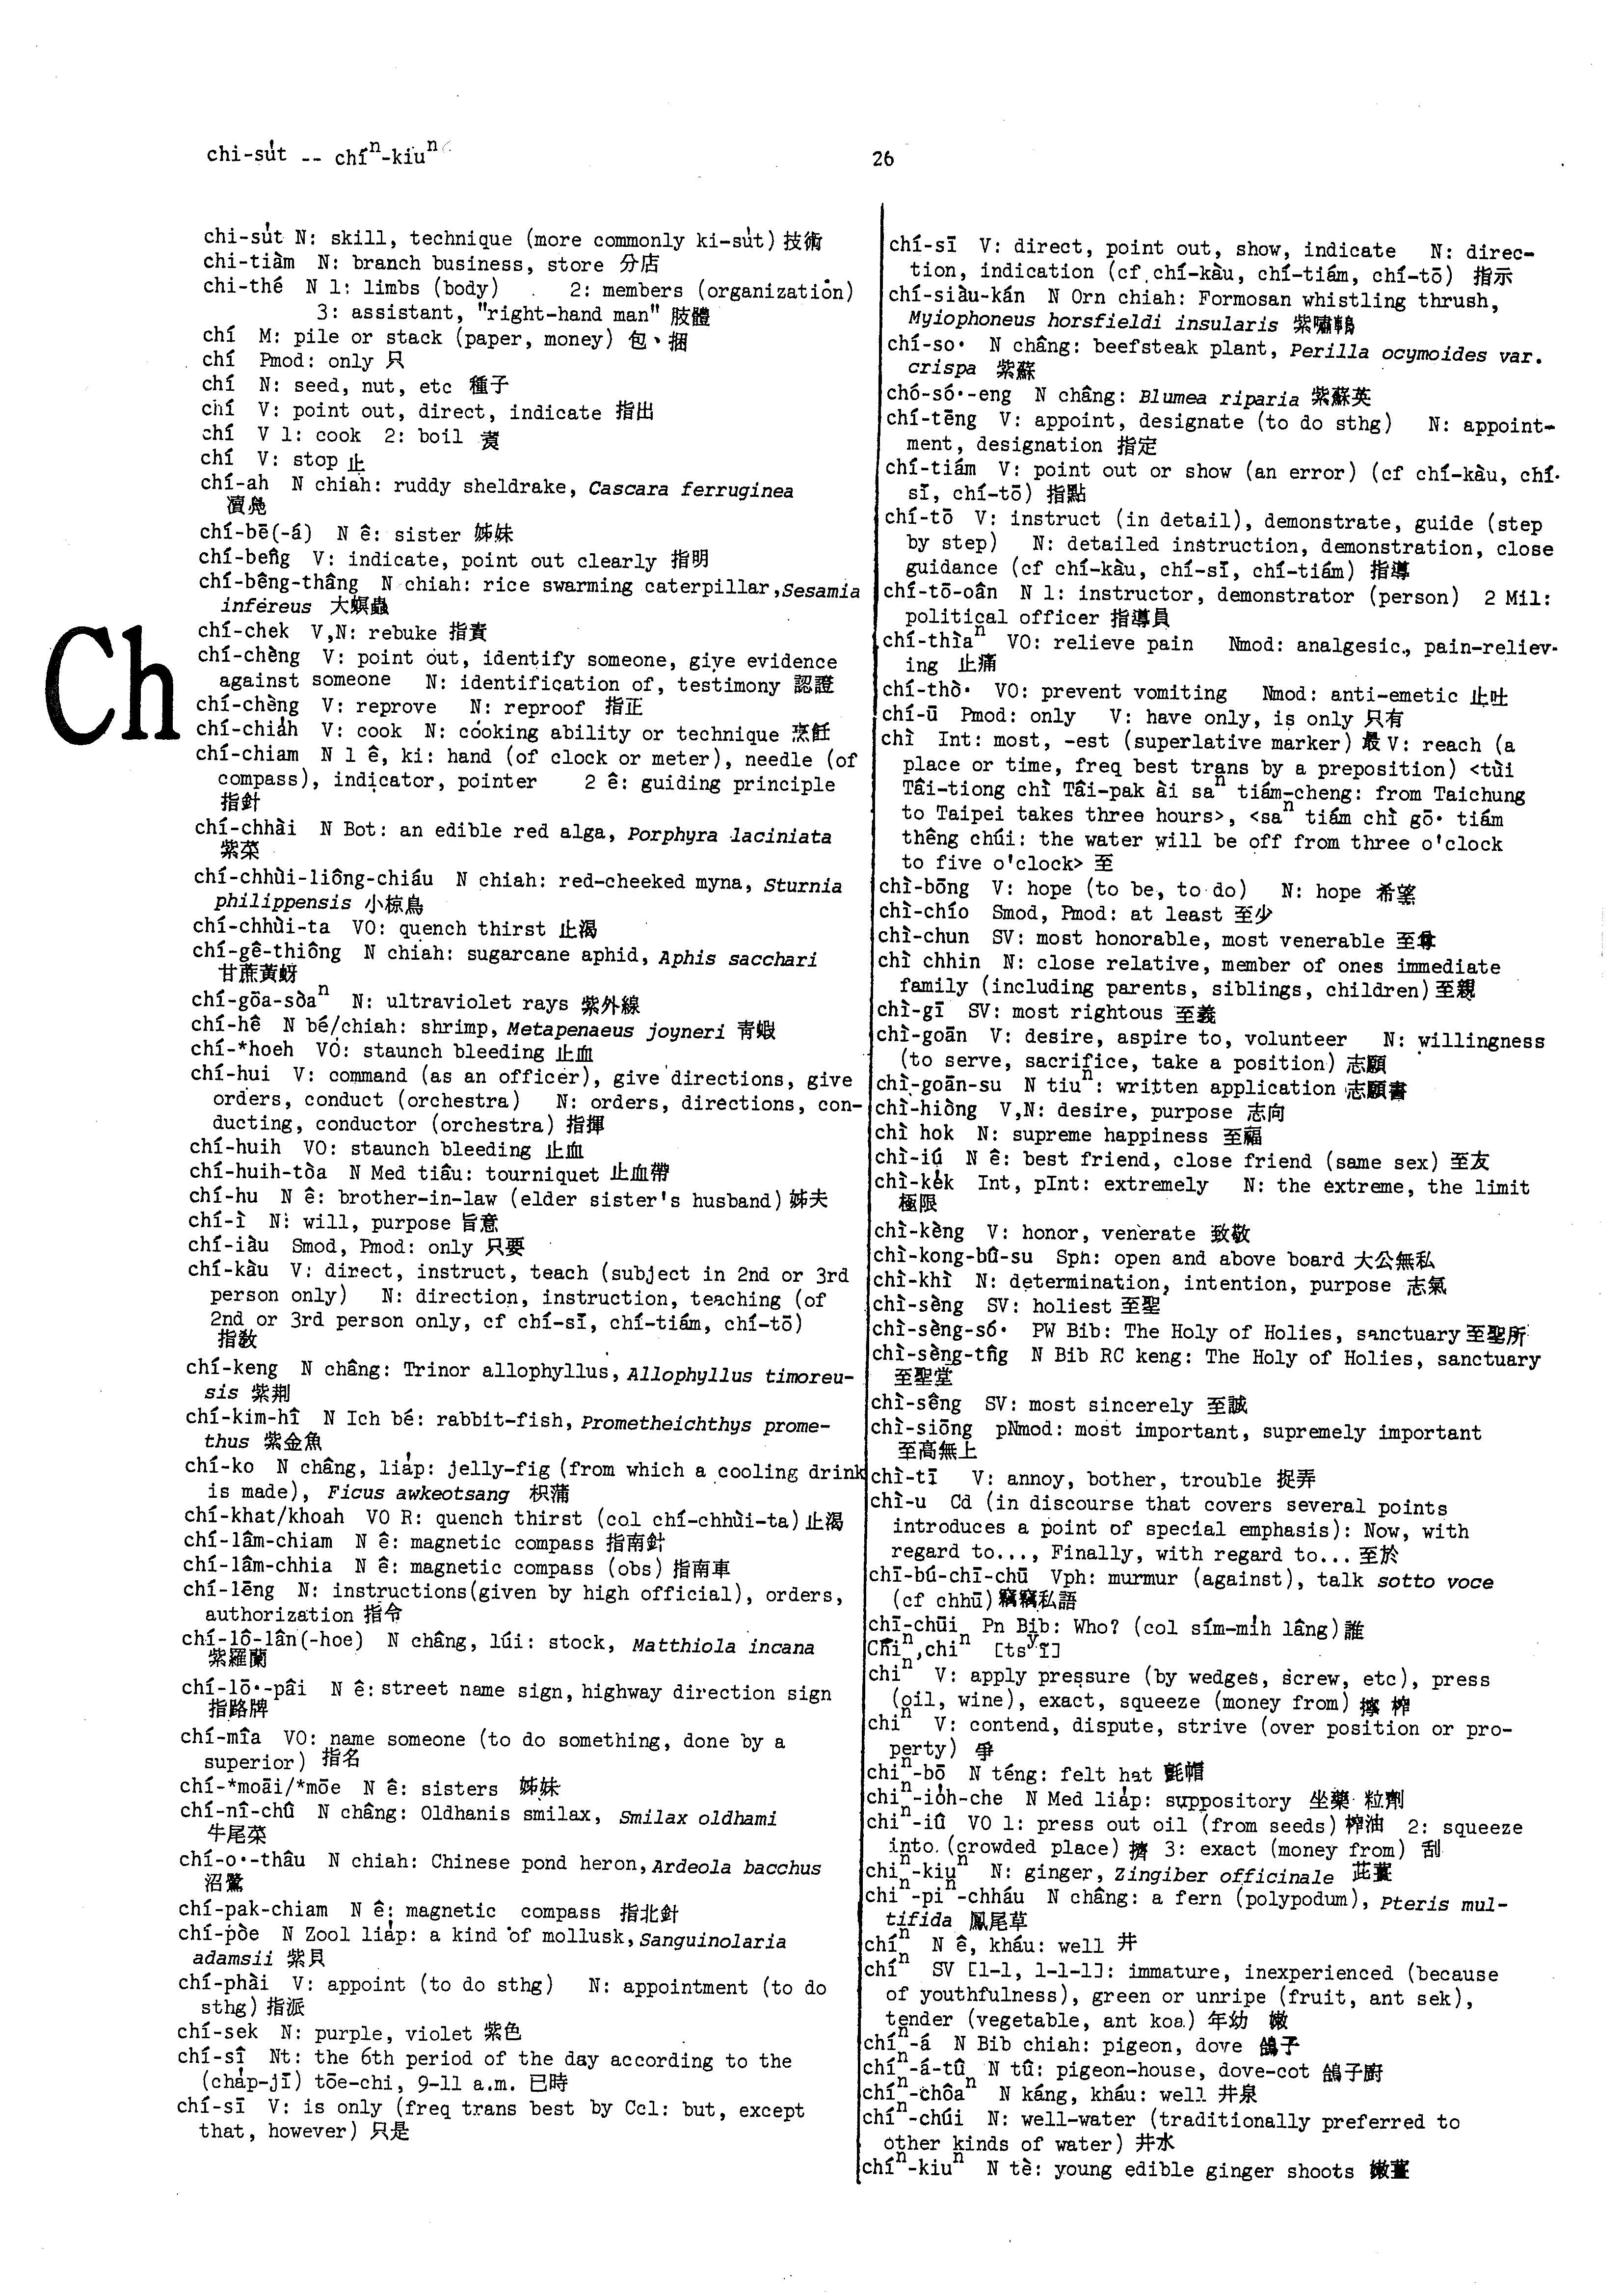 chi-su̍t -- chíⁿ-kiuⁿ
26
Ch
chi-su̍t N: skill, technique (more commonly ki-su̍t) 技術
chi-tiàm N: branch business, store 分店
chi-thé N 1: limbs (body) 2: members (organization)
3: assistant, "right-hand man" 肢體
chí M: pile or stack (paper, money) 包、捆
chí Pmod: only 只
chí N: seed, nut, etc 種子
chí V: point out, direct, indicate 指出
chí V 1: cook 2: boil 煮
chí V: stop 止
chí-ah N chiah: ruddy sheldrake, Cascara ferruginea
瀆鳧
chí-bē(-á) N ê: sister 姊妹
chí-bêng V: indicate, point out clearly 指明
chí-bêng-thâng N chiah: rice swarming caterpillar, Sesamia
infereus 大螟蟲
chí-chek V,N: rebuke 指責
chí-chèng V: point out, identify someone, give evidence
against someone N: identification of, testimony 認證
chí-chèng V: reprove N: reproof 指正
chí-chia̍h V: cook N: cooking ability or technique 烹飪
chí-chiam N 1 ê, ki: hand (of clock or meter), needle (of
compass), indicator, pointer 2 ê: guiding principle
指針
chí-chhài N Bot: an edible red alga, Porphyra laciniata
紫菜
chí-chhùi-liông-chiáu N chiah: red-cheeked myna, Sturnia
philippensis 小椋鳥
chí-chhùi-ta VO: quench thirst 止渴
chí-gê-thiông N chiah: sugarcane aphid, Aphis sacchari
甘蔗黃蚜
chí-gōa-sòaⁿ N: ultraviolet rays 紫外線
chí-hê N bé/chiah: shrimp, Metapenaeus joyneri 青蝦
chí-*hoeh VO: staunch bleeding 止血
chí-hui V: command (as an officer), give directions, give
orders, conduct (orchestra) N: orders, directions, con-
ducting, conductor (orchestra) 指揮
chí-huih VO: staunch bleeding 止血
chí-huih-tòa N Med tiâu: tourniquet 止血帶
chí-hu N ê: brother-in-law (elder sister's husband) 姊夫
chí-ì N: will, purpose 旨意
chí-iàu Smod, Pmod: only 只要
chí-kàu V: direct, instruct, teach (subject in 2nd or 3rd
person only) N: direction, instruction, teaching (of
2nd or 3rd person only, cf chí-sī, chí-tiám, chí-tō)
指教
chí-keng N châng: Trinor allophyllus, Allophyllus timoreu-
sis 紫荆
chí-kim-hî N Ich bé: rabbit-fish, Prometheichthys prome-
thus 紫金魚
chí-ko N châng, lia̍p: jelly-fig (from which a cooling drink
is made), Ficus awkeotsang 枳蒲
chí-khat/khoah VO R: quench thirst (col chí-chhùi-ta) 止渴
chí-lâm-chiam N ê: magnetic compass 指南針
chí-lâm-chhia N ê: magnetic compass (obs) 指南車
chí-lēng N: instructions(given by high official), orders,
authorization 指令
chí-lô-lân(-hoe) N châng, lúi: stock, Matthiola incana
紫羅蘭
chí-lō·-pâi N ê: street name sign, highway direction sign
指路牌
chí-mîa VO: name someone (to do something, done by a
superior) 指名
chí-*moāi/*mōe N ê: sisters 姊妹
chí-nî-chû N châng: Oldhanis smilax, Smilax oldhami
牛尾菜
chí-o·-thâu N chiah: Chinese pond heron, Ardeola bacchus
沼鷺
chí-pak-chiam N ê: magnetic compass 指北針
chí-pòe N Zool lia̍p: a kind of mollusk, Sanguinolaria
adamsii 紫貝
chí-phài V: appoint (to do sthg) N: appointment (to do
sthg) 指派
chí-sek N: purple, violet 紫色
chí-sî Nt: the 6th period of the day according to the
(cha̍p-jī) tōe-chi, 9-11 a.m. 巳時
chí-sī V: is only (freq trans best by Ccl: but, except
that, however) 只是
chí-sī V: direct, point out, show, indicate N: direc-
tion, indication (cf chí-kàu, chí-tiám, chí-tō) 指示
chí-siàu-kán N Orn chiah: Formosan whistling thrush,
Myiophoneus horsfieldi insularis 紫嘯鶇
chí-so· N châng: beefsteak plant, Perilla ocymoides var.
crispa 紫蘇
chó-só·-eng N châng: Blumea riparia 紫蘇英
chí-tēng V: appoint, designate (to do sthg) N: appoint-
ment, designation 指定
chí-tiám V: point out or show (an error) (cf chí-kàu, chí-
sī, chí-tō) 指點
chí-tō V: instruct (in detail), demonstrate, guide (step
by step) N: detailed instruction, demonstration, close
guidance (cf chí-kàu, chí-sī, chí-tiám) 指導
chí-tō-oân N 1: instructor, demonstrator (person) 2 Mil:
political officer 指導員
chí-thìaⁿ VO: relieve pain Nmod: analgesic, pain-reliev-
ing 止痛
chí-thò· VO: prevent vomiting Nmod: anti-emetic 止吐
chí-ū Pmod: only V: have only, is only 只有
chì Int: most, -est (superlative marker) 最 V: reach (a
place or time, freq best trans by a preposition) <tùi
Tâi-tiong chì Tâi-pak ài saⁿ tiám-cheng: from Taichung
to Taipei takes three hours>, <saⁿ tiám chì gō· tiám
thêng chúi: the water will be off from three o'clock
to five o'clock> 至
chì-bōng V: hope (to be, to do) N: hope 希望
chì-chío Smod, Pmod: at least 至少
chì-chun SV: most honorable, most venerable 至尊
chì chhin N: close relative, member of ones immediate
family (including parents, siblings, children) 至親
chì-gī SV: most rightous 至義
chì-goān V: desire, aspire to, volunteer N: willingness
(to serve, sacrifice, take a position) 志願
chì-goān-su N tiuⁿ: written application 志願書
chì-hiòng V,N: desire, purpose 志向
chì hok N: supreme happiness 至福
chì-iú N ê: best friend, close friend (same sex) 至友
chì-ke̍k Int, pInt: extremely N: the extreme, the limit
極限
chì-kèng V: honor, venerate 致敬
chì-kong-bû-su Sph: open and above board 大公無私
chì-khì N: determination, intention, purpose 志氣
chì-sèng SV: holiest 至聖
chì-sèng-só· PW Bib: The Holy of Holies, sanctuary 至聖所
chì-sèng-tn̂g N Bib RC keng: The Holy of Holies, sanctuary
至聖堂
chì-sêng SV: most sincerely 至誠
chì-siōng pNmod: most important, supremely important
至高無上
chì-tī V: annoy, bother, trouble 捉弄
chì-u Cd (in discourse that covers several points
introduces a point of special emphasis): Now, with
regard to..., Finally, with regard to... 至於
chī-bú-chī-chū Vph: murmur (against), talk sotto voce
(cf chhū) 竊竊私語
chī-chūi Pn Bib: Who? (col sím-mi̍h lâng) 誰
Chiⁿ,chiⁿ [tsʸĩ]
chiⁿ V: apply pressure (by wedges, screw, etc), press
(oil, wine), exact, squeeze (money from) 擰 榨
chiⁿ V: contend, dispute, strive (over position or pro-
perty) 爭
chiⁿ-bō N téng: felt hat 氈帽
chiⁿ-io̍h-che N Med lia̍p: suppository 坐藥 粒劑
chiⁿ-iû VO 1: press out oil (from seeds) 榨油 2: squeeze
into (crowded place) 擠 3: exact (money from) 刮
chiⁿ-kiuⁿ N: ginger, Zingiber officinale 茈薑
chiⁿ-piⁿ-chháu N châng: a fern (polypodum), Pteris mul-
tifida 鳳尾草
chíⁿ N ê, kháu: well 井
chíⁿ SV [1-1, 1-1-1]: immature, inexperienced (because
of youthfulness), green or unripe (fruit, ant sek),
tender (vegetable, ant koa) 年幼 嫩
chíⁿ-á N Bib chiah: pigeon, dove 鴿子
chíⁿ-á-tû N tû: pigeon-house, dove-cot 鴿子廚
chíⁿ-chôaⁿ N káng, kháu: well 井泉
chíⁿ-chúi N: well-water (traditionally preferred to
other kinds of water) 井水
chíⁿ-kiuⁿ N tè: young edible ginger shoots 嫩薑